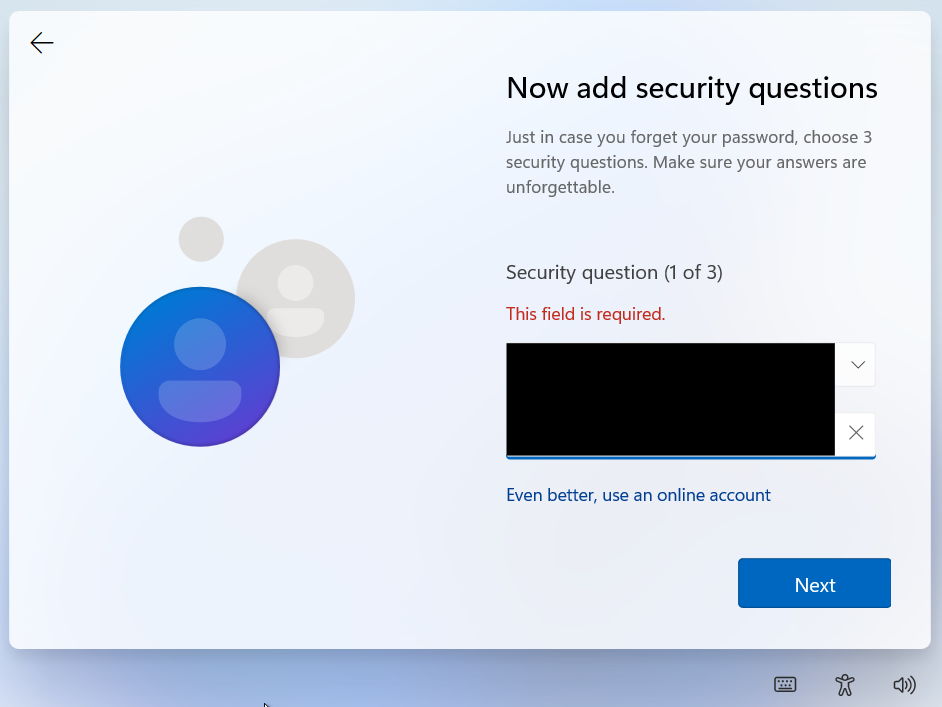 Now add security questions
Just in case you forget your password, choose 3
security questions. Make sure your answers are
unforgettable.
Security question (1 of 3)
This field is required.
Even better, use an online account
Next